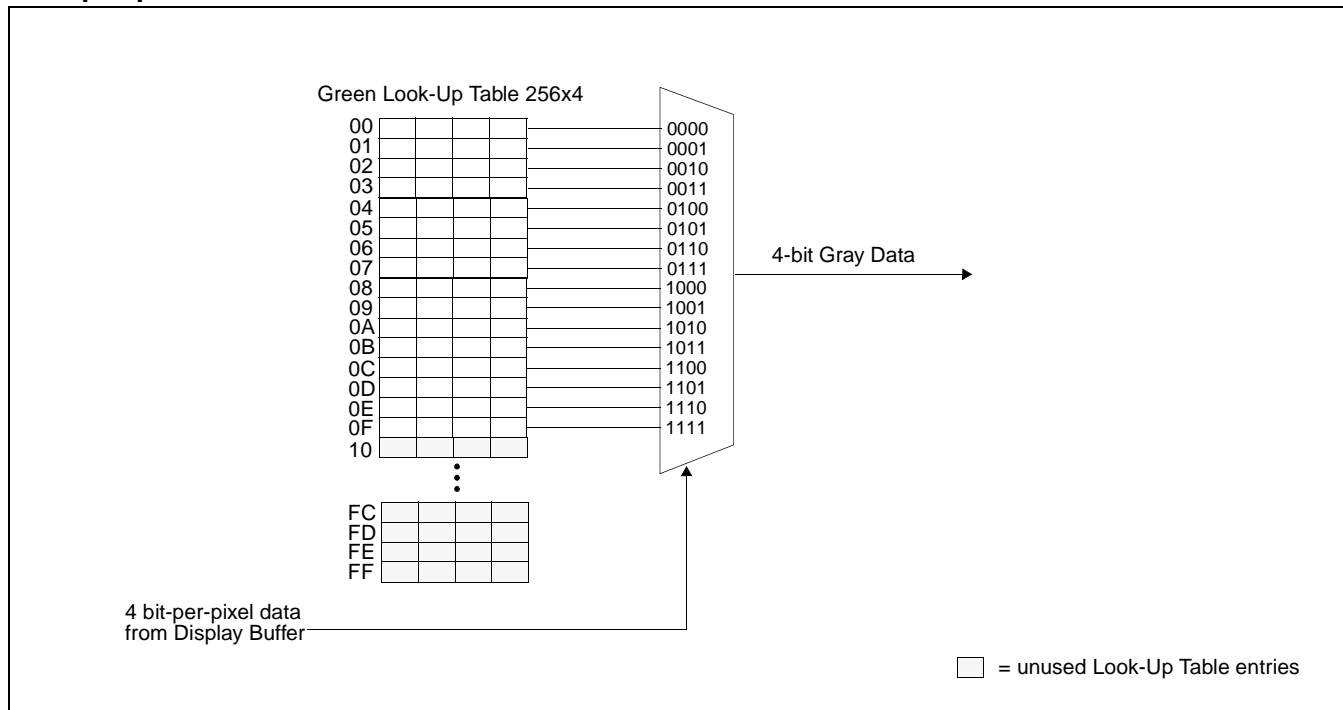 Green Look-Up Table 256x4
00
01
02
03
04
05
06
07
08
09
0A
0B
0C
0D
0E
0F
10
FC
FD
FE
FF
0000
0001
0010
0011
0100
0101
0110
0111
1000
1001
1010
1011
1100
1101
1110
1111
4-bit Gray Data
4 bit-per-pixel data
from Display Buffer
= unused Look-Up Table entries